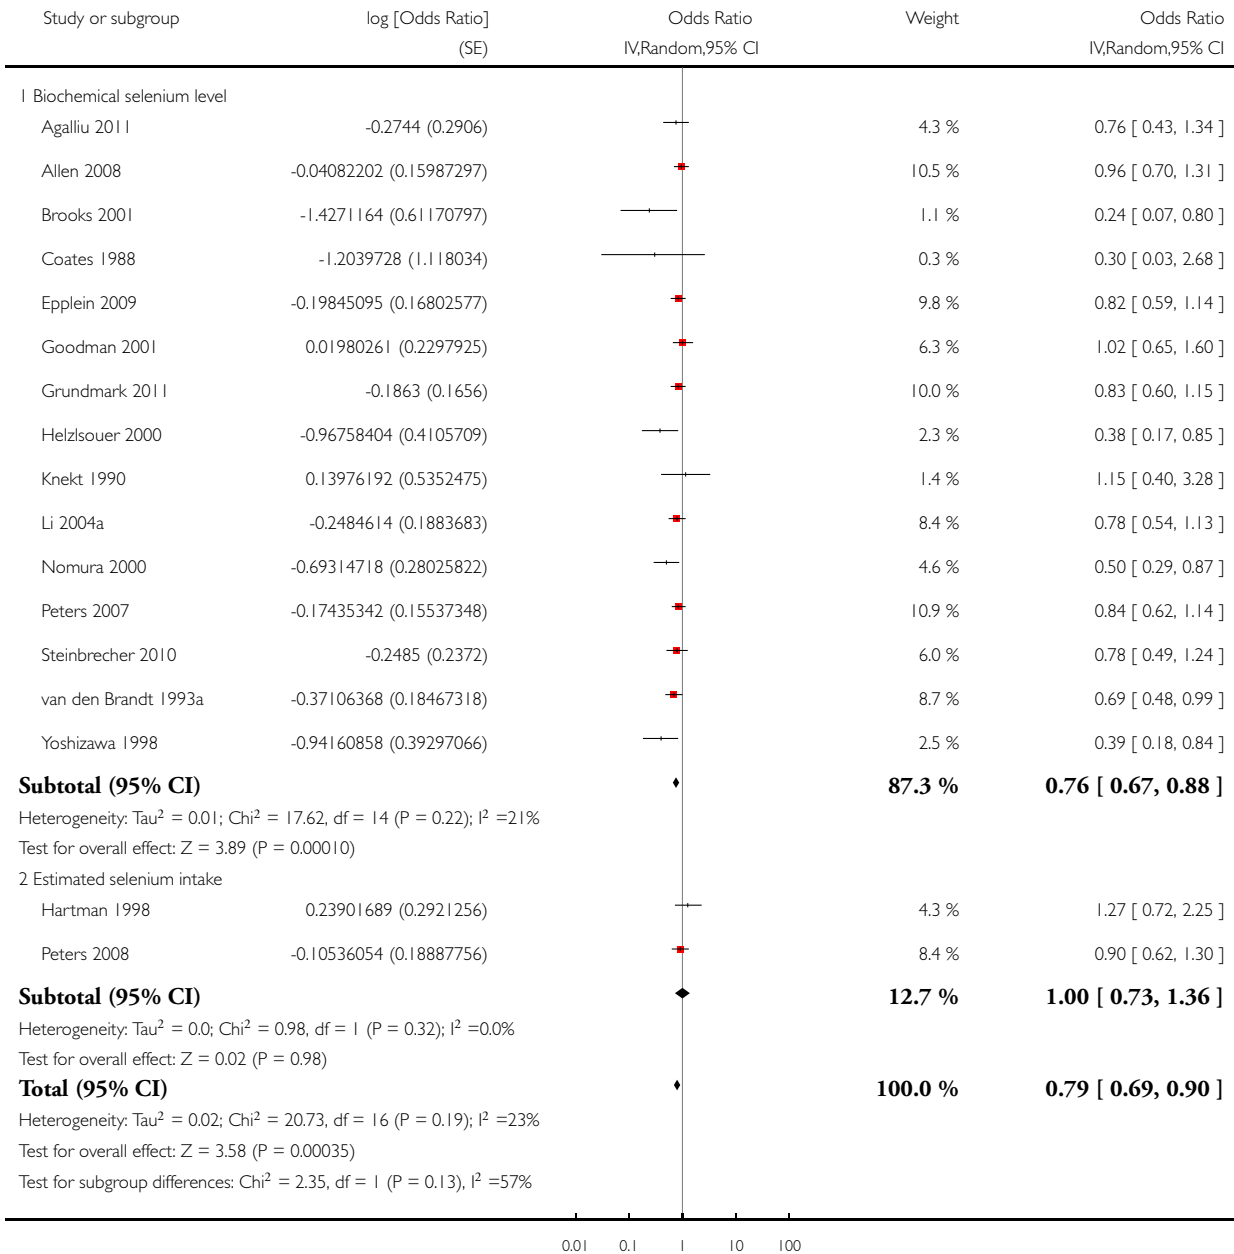 Study or subgroup log [Odds Ratio] Odds Ratio Weight Odds Ratio
(SE) IV,Random,95% CI IV,Random,95% CI
1 Biochemical selenium level
Agalliu 2011 -0.2744 (0.2906) 4.3 % 0.76 [ 0.43, 1.34 ]
Allen 2008 -0.04082202 (0.15987297) 10.5 % 0.96 [ 0.70, 1.31 ]
Brooks 2001 -1.4271164 (0.61170797) 1.1 % 0.24 [ 0.07, 0.80 ]
Coates 1988 -1.2039728 (1.118034) 0.3 % 0.30 [ 0.03, 2.68 ]
Epplein 2009 -0.19845095 (0.16802577) 9.8 % 0.82 [ 0.59, 1.14 ]
Goodman 2001 0.01980261 (0.2297925) 6.3 % 1.02 [ 0.65, 1.60 ]
Grundmark 2011 -0.1863 (0.1656) 10.0 % 0.83 [ 0.60, 1.15 ]
Helzlsouer 2000 -0.96758404 (0.4105709) 2.3 % 0.38 [ 0.17, 0.85 ]
Knekt 1990 0.13976192 (0.5352475) 1.4 % 1.15 [ 0.40, 3.28 ]
Li 2004a -0.2484614 (0.1883683) 8.4 % 0.78 [ 0.54, 1.13 ]
Nomura 2000 -0.69314718 (0.28025822) 4.6 % 0.50 [ 0.29, 0.87 ]
Peters 2007 -0.17435342 (0.15537348) 10.9 % 0.84 [ 0.62, 1.14 ]
Steinbrecher 2010 -0.2485 (0.2372) 6.0 % 0.78 [ 0.49, 1.24 ]
van den Brandt 1993a -0.37106368 (0.18467318) 8.7 % 0.69 [ 0.48, 0.99 ]
Yoshizawa 1998 -0.94160858 (0.39297066) 2.5 % 0.39 [ 0.18, 0.84 ]
Subtotal (95% CI) 87.3 % 0.76 [ 0.67, 0.88 ]
Heterogeneity: Tau² = 0.01; Chi² = 17.62, df = 14 (P = 0.22); I² =21%
Test for overall effect: Z = 3.89 (P = 0.00010)
2 Estimated selenium intake
Hartman 1998 0.23901689 (0.2921256) 4.3 % 1.27 [ 0.72, 2.25 ]
Peters 2008 -0.10536054 (0.18887756) 8.4 % 0.90 [ 0.62, 1.30 ]
Subtotal (95% CI) 12.7 % 1.00 [ 0.73, 1.36 ]
Heterogeneity: Tau² = 0.0; Chi² = 0.98, df = 1 (P = 0.32); I² =0.0%
Test for overall effect: Z = 0.02 (P = 0.98)
Total (95% CI) 100.0 % 0.79 [ 0.69, 0.90 ]
Heterogeneity: Tau² = 0.02; Chi² = 20.73, df = 16 (P = 0.19); I² =23%
Test for overall effect: Z = 3.58 (P = 0.00035)
Test for subgroup differences: Chi² = 2.35, df = 1 (P = 0.13), I² =57%
0.01 0.1 1 10 100